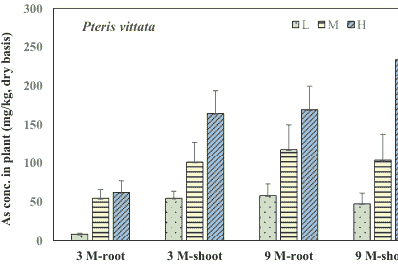 As conc. in plant (mg/kg, dry basis)
300
250
200
150
100
50
0
Pteris vittata
L M H
3 M-root 3 M-shoot 9 M-root 9 M-sho